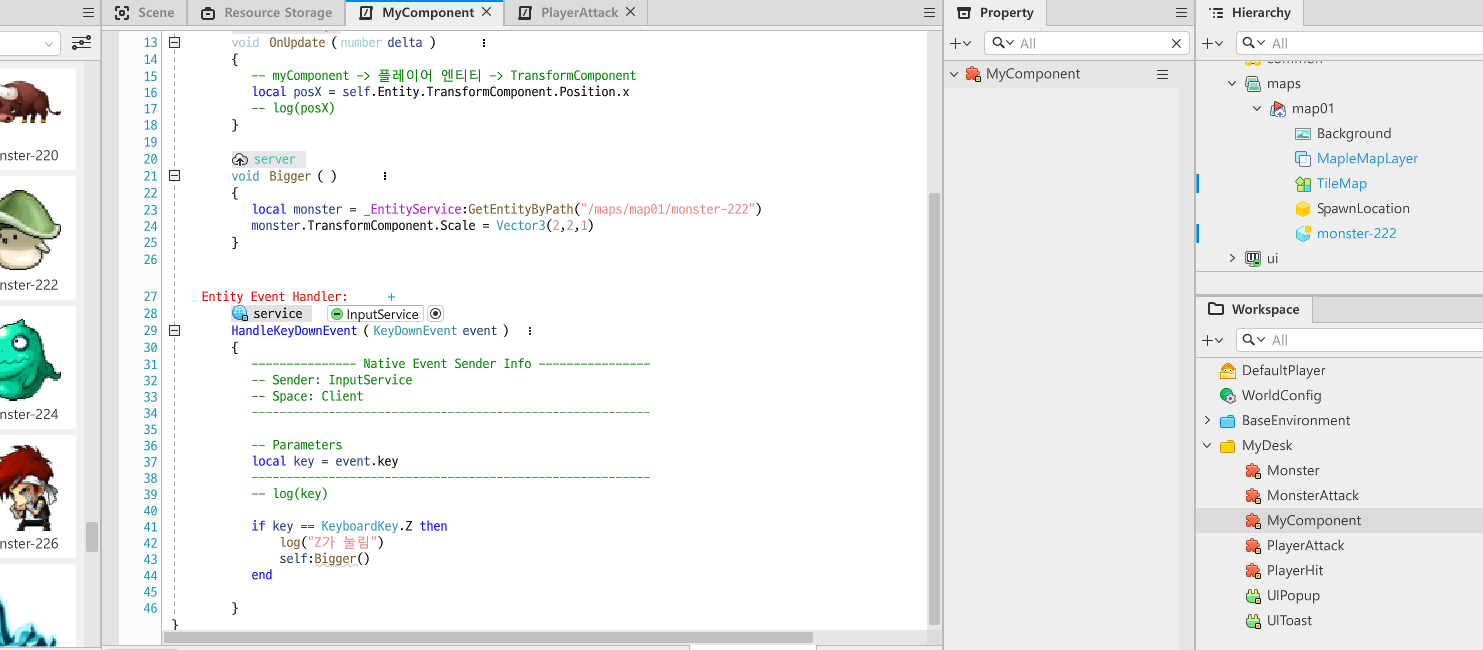 Scene
Resource Storage
MyComponent
PlayerAttack
Property
Hierarchy
All
All
MyComponent
nster-220
nster-222
nster-224
nster-226
13 void OnUpdate ( number delta )
14 {
15 -- myComponent -> 플레이어 엔티티 -> TransformComponent
16 local posX = self.Entity.TransformComponent.Position.x
17 -- log(posX)
18 }
19
20 server
21 void Bigger ( )
22 {
23 local monster = _EntityService:GetEntityByPath("/maps/map01/monster-222")
24 monster.TransformComponent.Scale = Vector3(2,2,1)
25 }
26
27 Entity Event Handler: +
28 service InputService
29 HandleKeyDownEvent ( KeyDownEvent event )
30 {
31 --------------- Native Event Sender Info ----------------
32 -- Sender: InputService
33 -- Space: Client
34 ---------------------------------------------------------
35
36 -- Parameters
37 local key = event.key
38 ---------------------------------------------------------
39 -- log(key)
40
41 if key == KeyboardKey.Z then
42 log("Z가 눌림")
43 self:Bigger()
44 end
45
46 }
}
common
maps
map01
Background
MapleMapLayer
TileMap
SpawnLocation
monster-222
ui
Workspace
All
DefaultPlayer
WorldConfig
BaseEnvironment
MyDesk
Monster
MonsterAttack
MyComponent
PlayerAttack
PlayerHit
UIPopup
UIToast